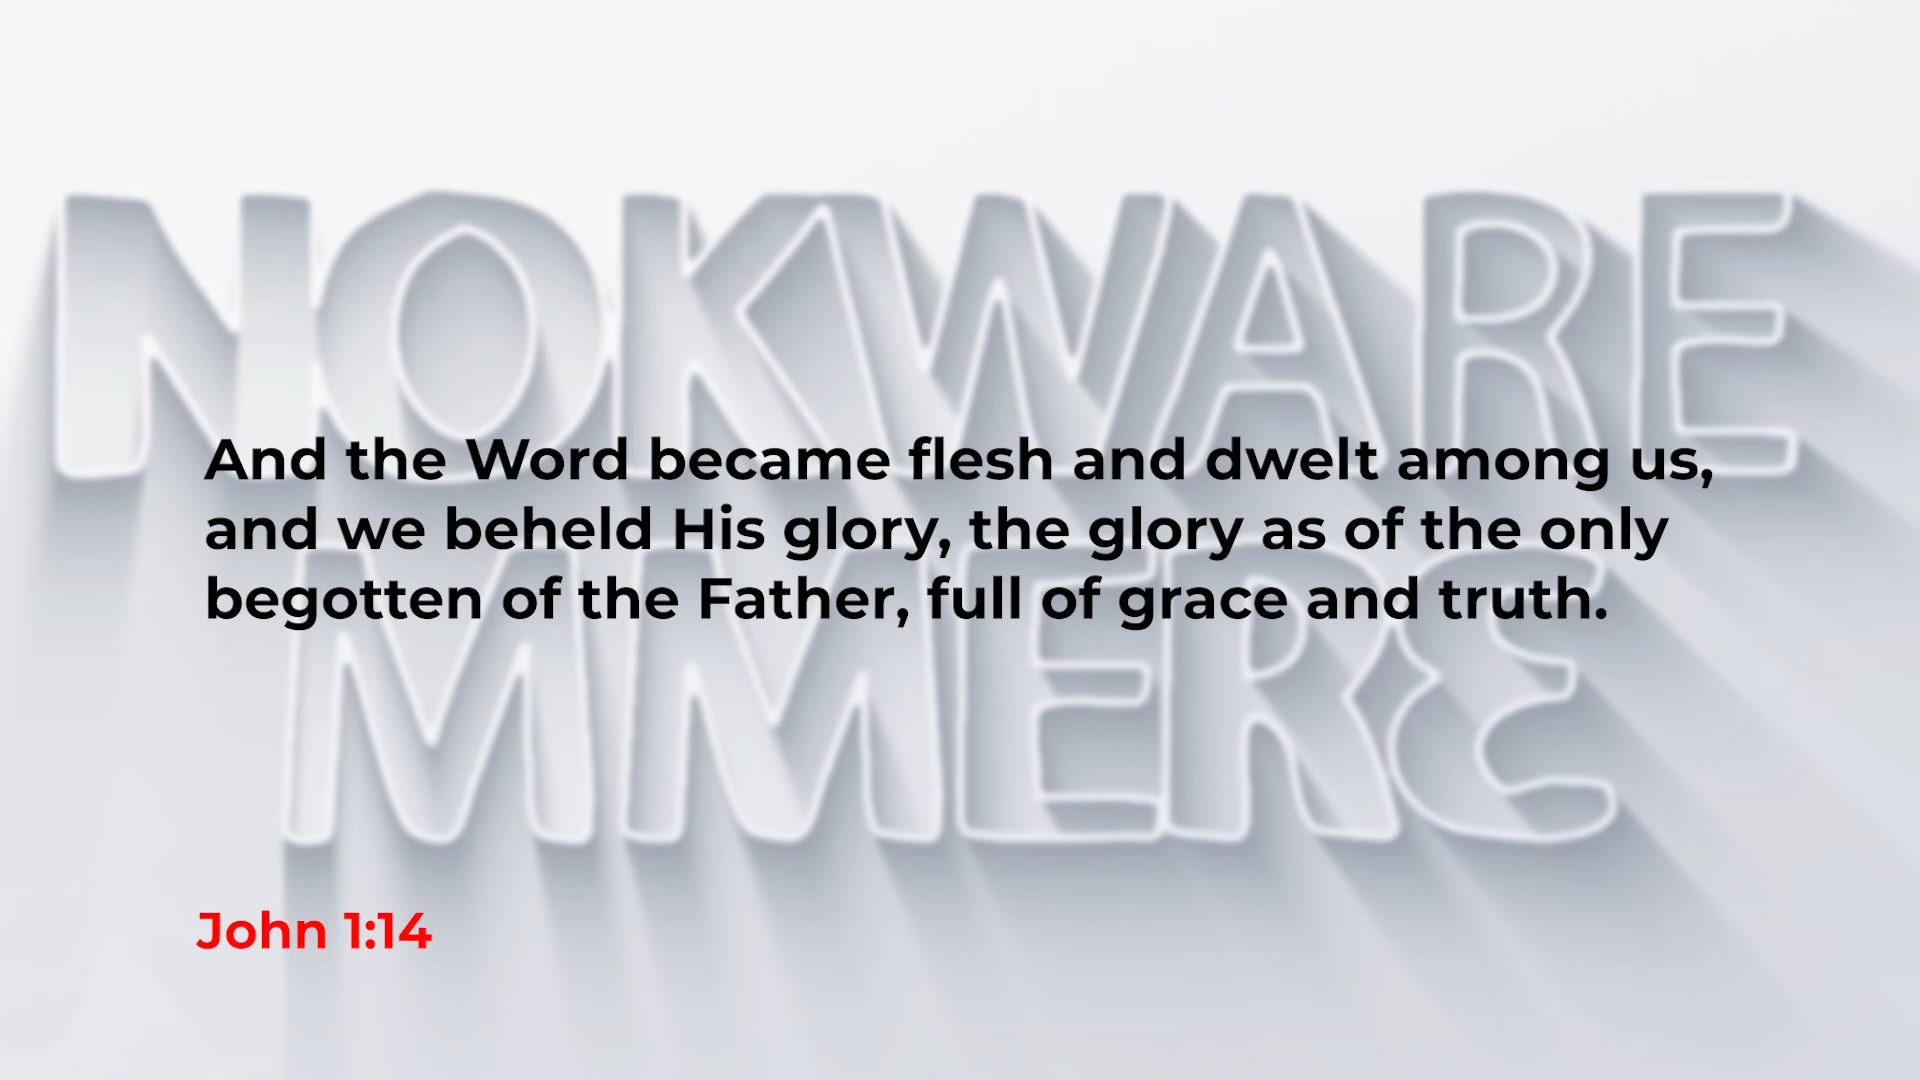 NOKWARE
And the Word became flesh and dwelt among us,
and we beheld His glory, the glory as of the only
begotten of the Father, full of grace and truth.
MMERƐ
John 1:14